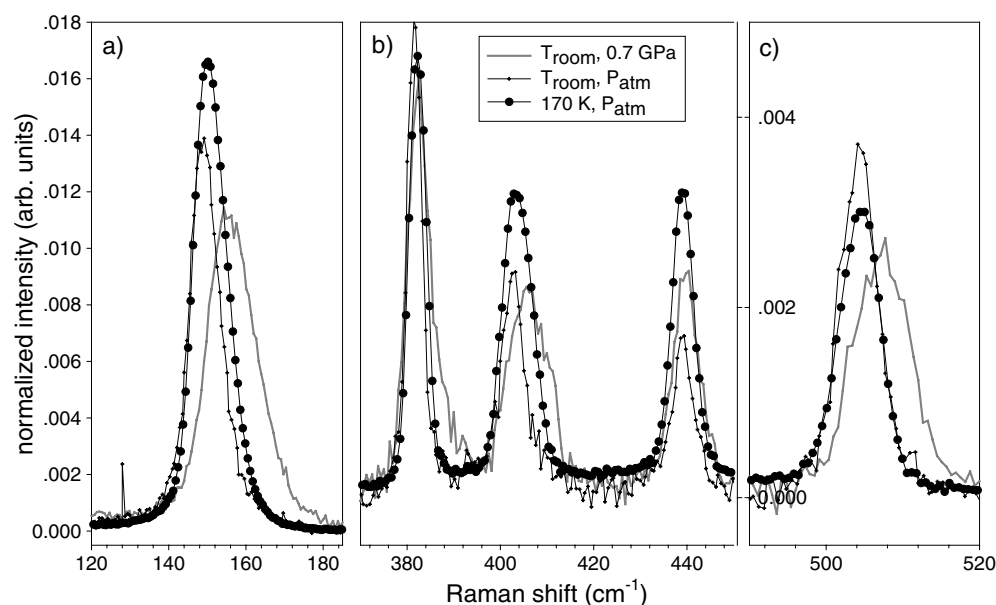 a)
b)
c)
T_room, 0.7 GPa
T_room, P_atm
170 K, P_atm
normalized intensity (arb. units)
.018
.016
.014
.012
.010
.008
.006
.004
.002
0.000
.004
.002
0.000
120 140 160 180
380 400 420 440
500 520
Raman shift (cm⁻¹)